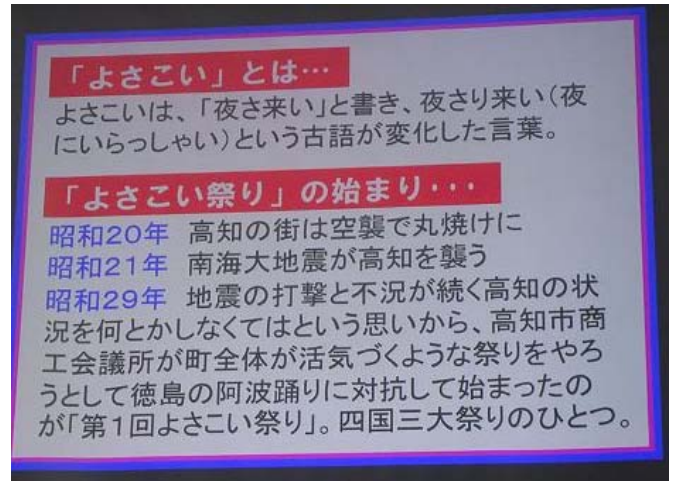 「よさこい」とは…
よさこいは、「夜さ来い」と書き、夜さり来い(夜
にいらっしゃい)という古語が変化した言葉。
「よさこい祭り」の始まり・・・
昭和20年 高知の街は空襲で丸焼けに
昭和21年 南海大地震が高知を襲う
昭和29年 地震の打撃と不況が続く高知の状
況を何とかしなくてはという思いから、高知市商
工会議所が町全体が活気づくような祭りをやろ
うとして徳島の阿波踊りに対抗して始まったの
が「第1回よさこい祭り」。四国三大祭りのひとつ。